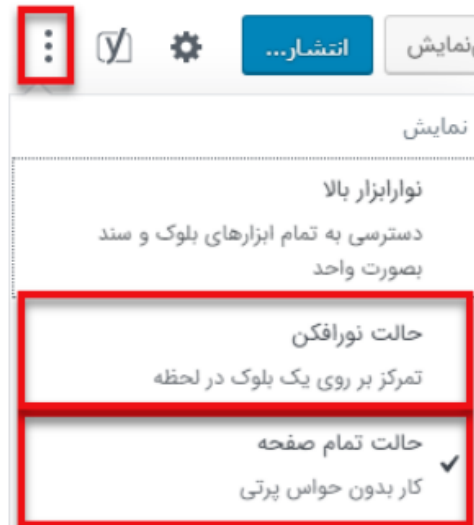 نمایش
انتشار...
نمایش
نوارابزار بالا
دسترسی به تمام ابزارهای بلوک و سند
بصورت واحد
حالت نورافکن
تمرکز بر روی یک بلوک در لحظه
حالت تمام صفحه
کار بدون حواس پرتی